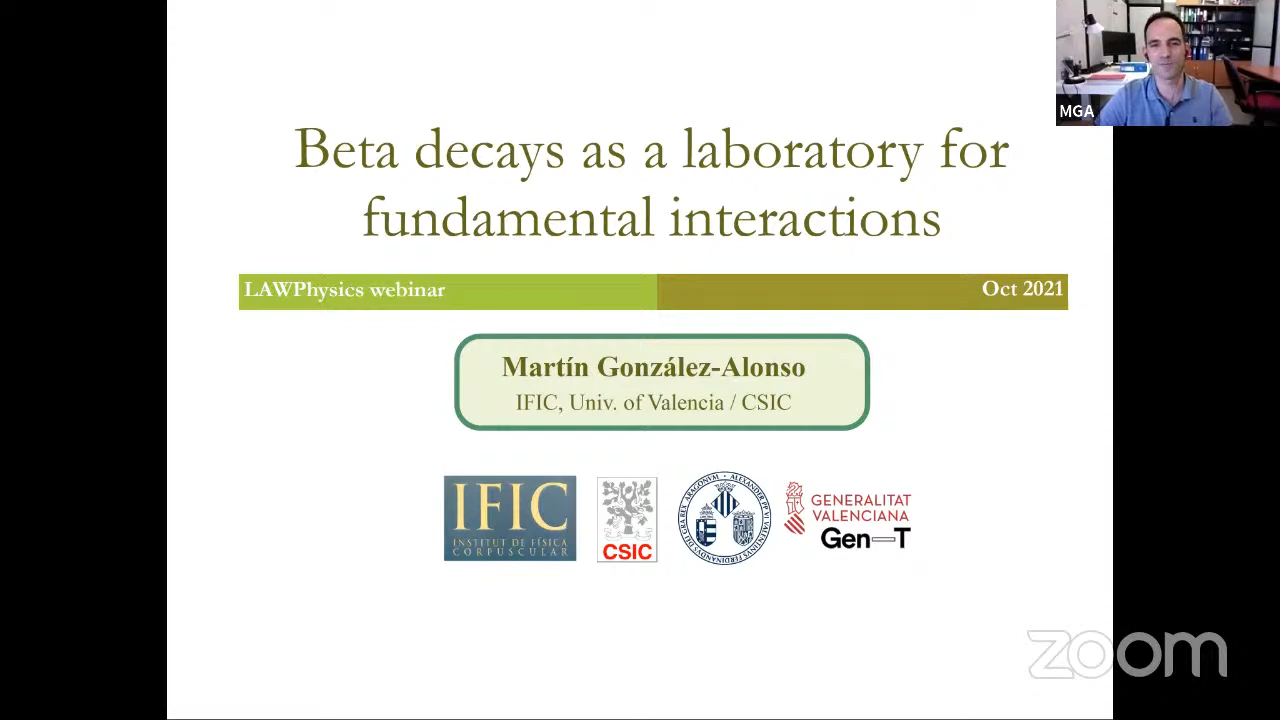 MGA
Beta decays as a laboratory for
fundamental interactions
LAWPhysics webinar
Oct 2021
Martín González-Alonso
IFIC, Univ. of Valencia / CSIC
IFIC
INSTITUT DE FÍSICA
CORPUSCULAR
CSIC
GENERALITAT
VALENCIANA
Gen—T
zoom